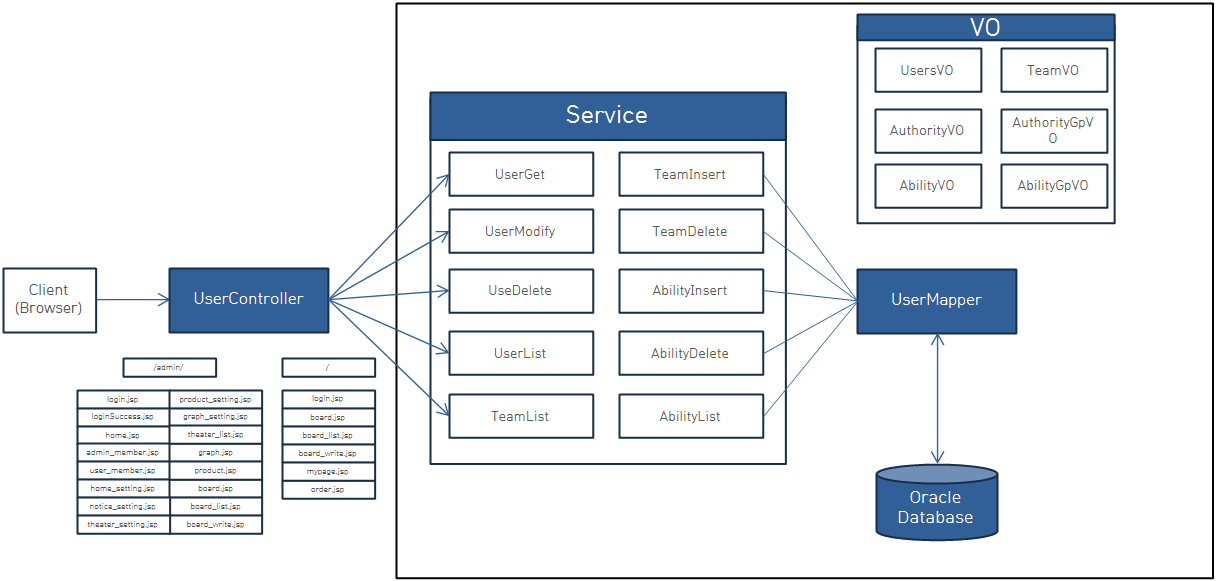 VO
UsersVO
TeamVO
AuthorityVO
AuthorityGpV
O
AbilityVO
AbilityGpVO
Service
UserGet
TeamInsert
UserModify
TeamDelete
UseDelete
AbilityInsert
UserList
AbilityDelete
TeamList
AbilityList
Client
(Browser)
UserController
UserMapper
Oracle
Database
/admin/
login.jsp
product_setting.jsp
loginSuccess.jsp
graph_setting.jsp
home.jsp
theater_list.jsp
admin_member.jsp
graph.jsp
user_member.jsp
product.jsp
home_setting.jsp
board.jsp
notice_setting.jsp
board_list.jsp
theater_setting.jsp
board_write.jsp
/
login.jsp
board.jsp
board_list.jsp
board_write.jsp
mypage.jsp
order.jsp